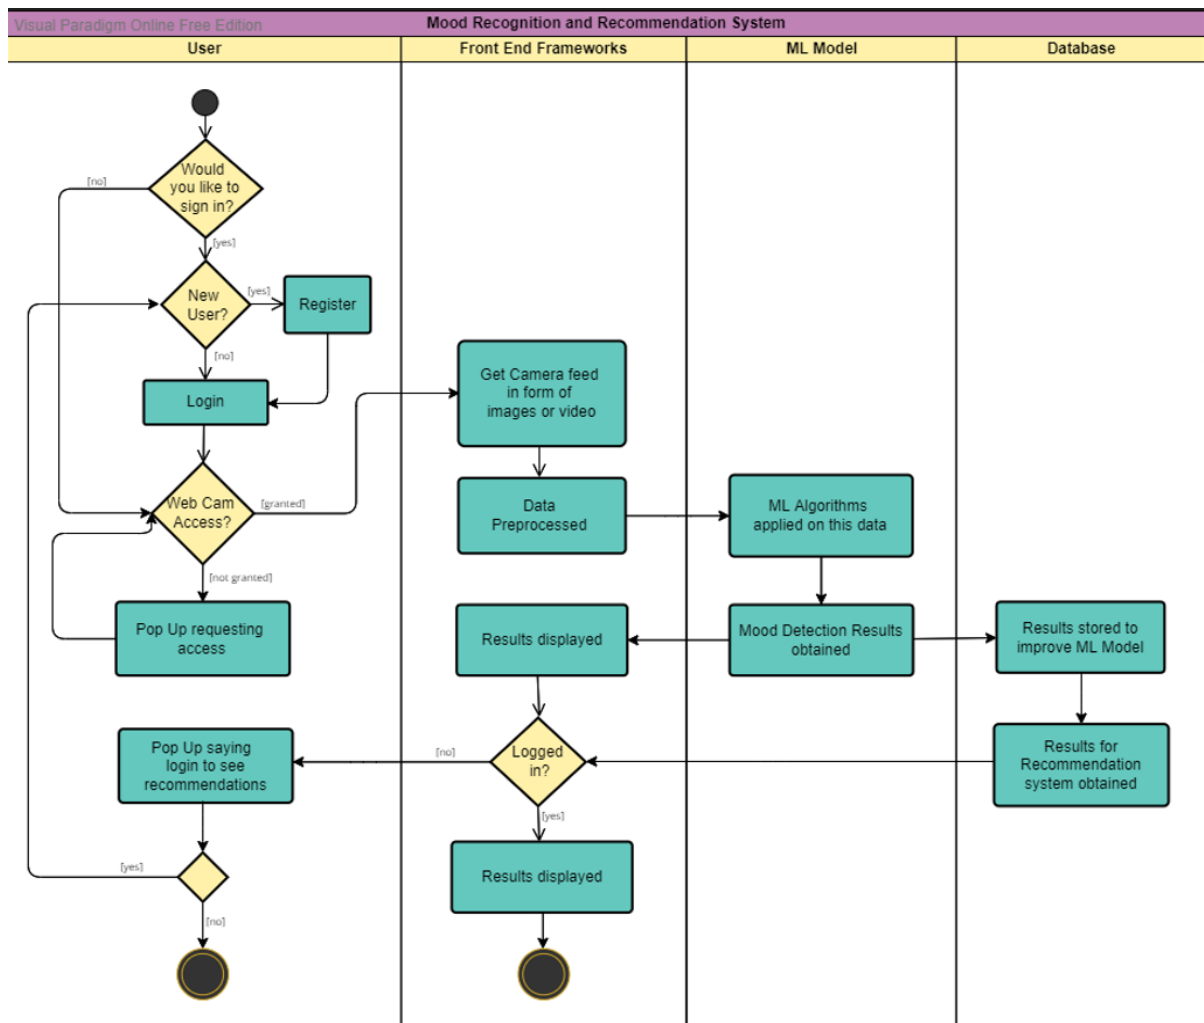 Visual Paradigm Online Free Edition
Mood Recognition and Recommendation System
User
Front End Frameworks
ML Model
Database
Would
you like to
sign in?
[no]
[yes]
New
User?
[yes]
Register
[no]
Login
Web Cam
Access?
[granted]
[not granted]
Pop Up requesting
access
Get Camera feed
in form of
images or video
Data
Preprocessed
ML Algorithms
applied on this data
Mood Detection Results
obtained
Results displayed
Results stored to
improve ML Model
Results for
Recommendation
system obtained
Logged
in?
[no]
[yes]
Pop Up saying
login to see
recommendations
[yes]
[no]
Results displayed